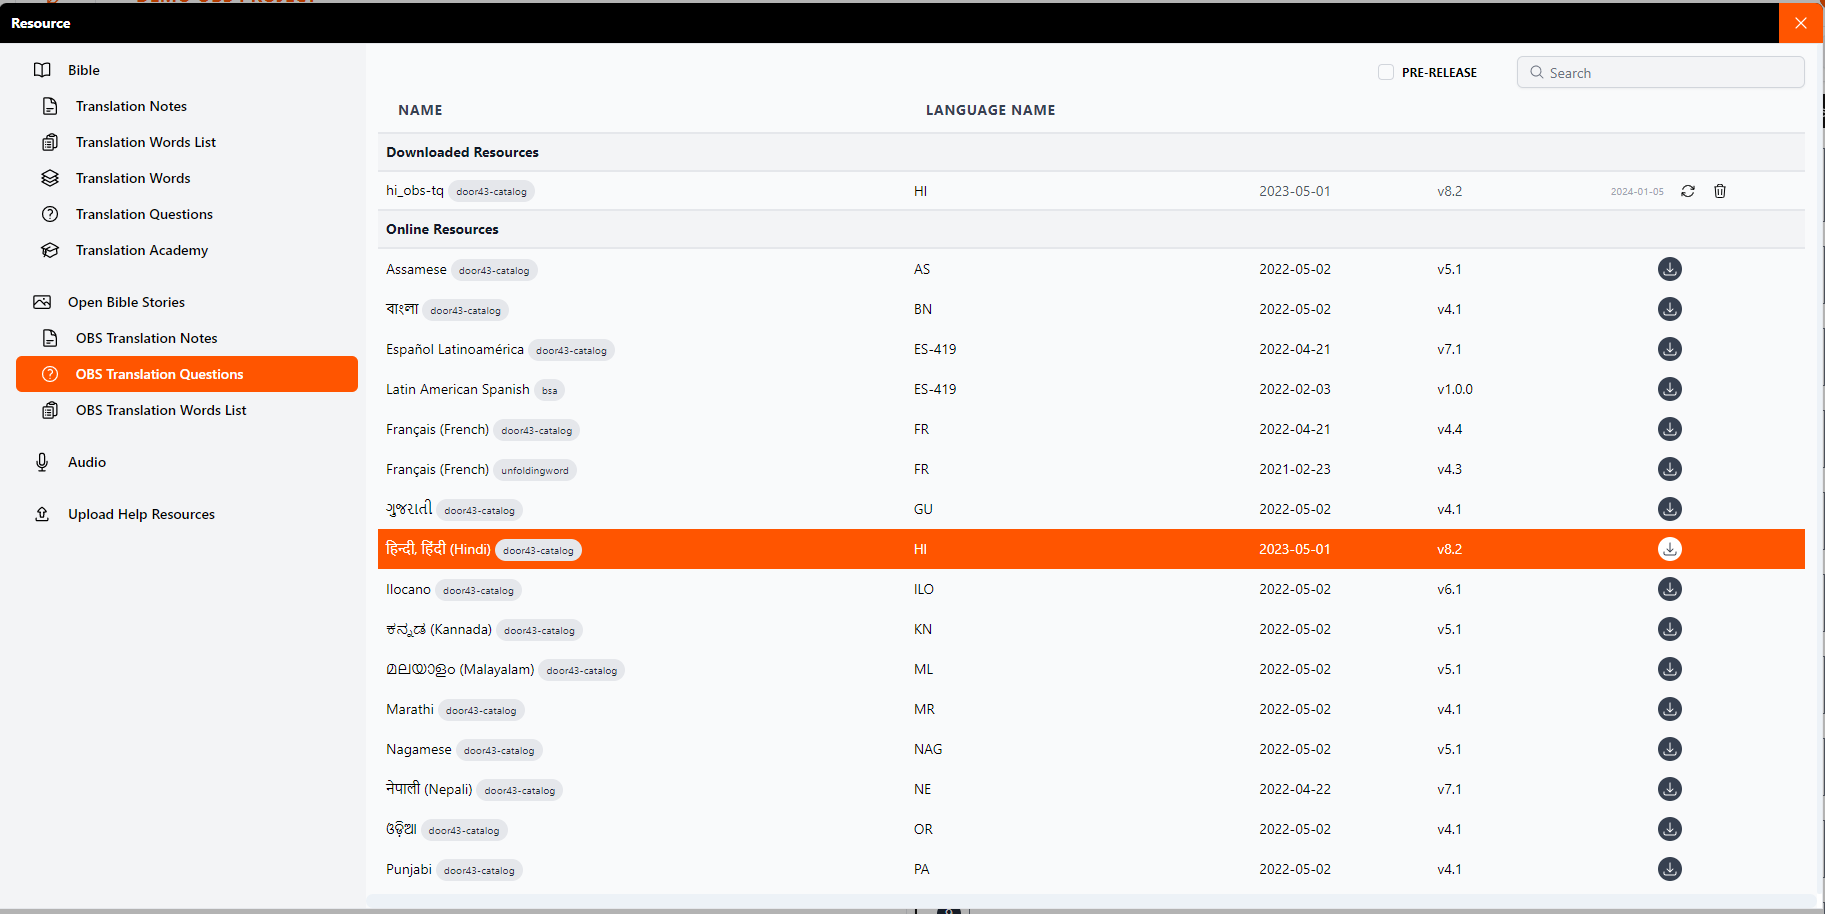 Resource
Bible
Translation Notes
Translation Words List
Translation Words
Translation Questions
Translation Academy
Open Bible Stories
OBS Translation Notes
OBS Translation Questions
OBS Translation Words List
Audio
Upload Help Resources
PRE-RELEASE
Search
NAME LANGUAGE NAME
Downloaded Resources
hi_obs-tq door43-catalog HI 2023-05-01 v8.2 2024-01-05
Online Resources
Assamese door43-catalog AS 2022-05-02 v5.1
বাংলা door43-catalog BN 2022-05-02 v4.1
Español Latinoamérica door43-catalog ES-419 2022-04-21 v7.1
Latin American Spanish bsa ES-419 2022-02-03 v1.0.0
Français (French) door43-catalog FR 2022-04-21 v4.4
Français (French) unfoldingword FR 2021-02-23 v4.3
ગુજરાતી door43-catalog GU 2022-05-02 v4.1
हिन्दी, हिंदी (Hindi) door43-catalog HI 2023-05-01 v8.2
Ilocano door43-catalog ILO 2022-05-02 v6.1
ಕನ್ನಡ (Kannada) door43-catalog KN 2022-05-02 v5.1
മലയാളം (Malayalam) door43-catalog ML 2022-05-02 v5.1
Marathi door43-catalog MR 2022-05-02 v4.1
Nagamese door43-catalog NAG 2022-05-02 v5.1
नेपाली (Nepali) door43-catalog NE 2022-04-22 v7.1
ଓଡ଼ିଆ door43-catalog OR 2022-05-02 v4.1
Punjabi door43-catalog PA 2022-05-02 v4.1